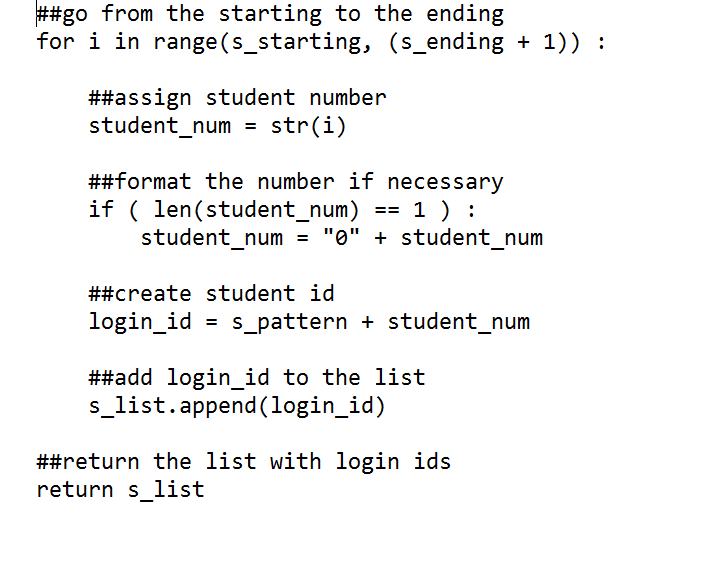 ##go from the starting to the ending
for i in range(s_starting, (s_ending + 1)) :
##assign student number
student_num = str(i)
##format the number if necessary
if ( len(student_num) == 1 ) :
student_num = "0" + student_num
##create student id
login_id = s_pattern + student_num
##add login_id to the list
s_list.append(login_id)
##return the list with login ids
return s_list